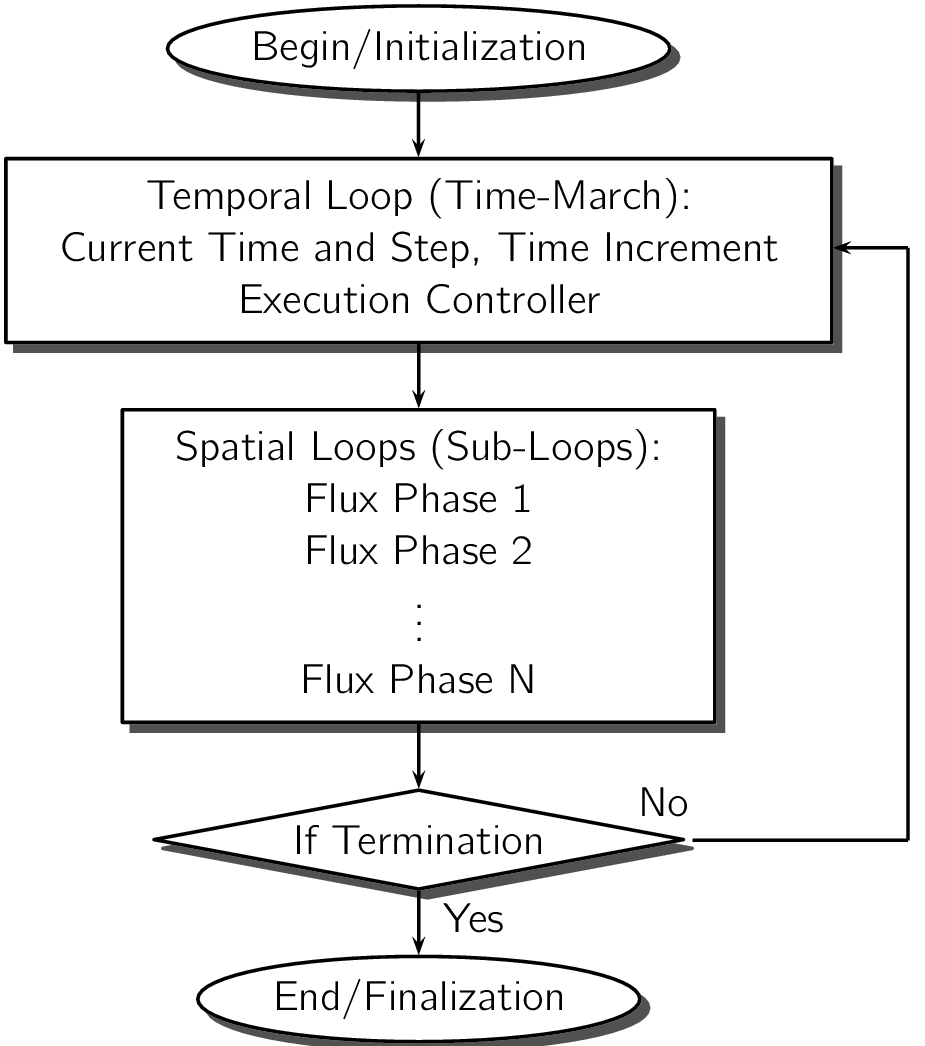 Begin/Initialization
Temporal Loop (Time-March):
Current Time and Step, Time Increment
Execution Controller
Spatial Loops (Sub-Loops):
Flux Phase 1
Flux Phase 2
⋮
Flux Phase N
If Termination
No
Yes
End/Finalization